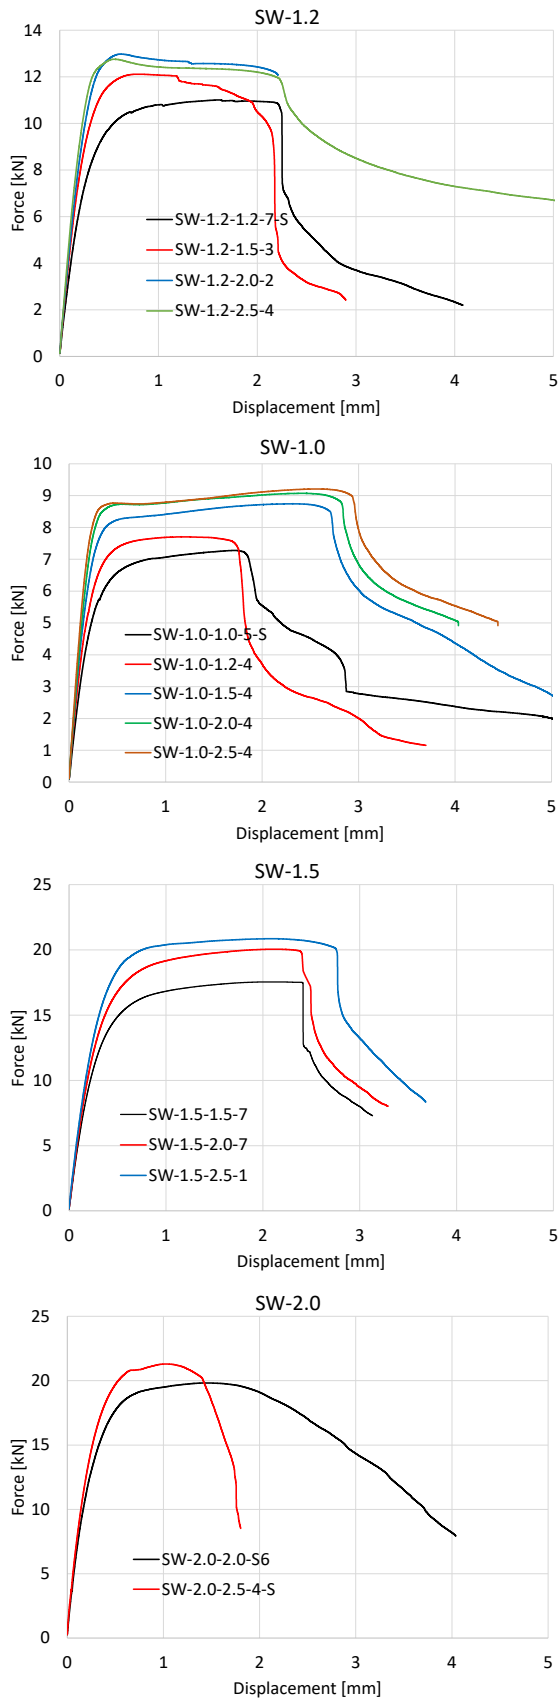 SW-1.2
14
12
10
8
6
4
2
0
Force [kN]
SW-1.2-1.2-7-S
SW-1.2-1.5-3
SW-1.2-2.0-2
SW-1.2-2.5-4
0 1 2 3 4 5
Displacement [mm]
SW-1.0
10
9
8
7
6
5
4
3
2
1
0
Force [kN]
SW-1.0-1.0-5-S
SW-1.0-1.2-4
SW-1.0-1.5-4
SW-1.0-2.0-4
SW-1.0-2.5-4
0 1 2 3 4 5
Displacement [mm]
SW-1.5
25
20
15
10
5
0
Force [kN]
SW-1.5-1.5-7
SW-1.5-2.0-7
SW-1.5-2.5-1
0 1 2 3 4 5
Displacement [mm]
SW-2.0
25
20
15
10
5
0
Force [kN]
SW-2.0-2.0-S6
SW-2.0-2.5-4-S
0 1 2 3 4 5
Displacement [mm]